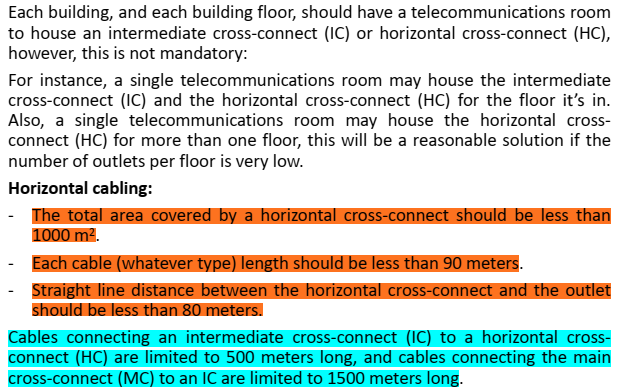 Each building, and each building floor, should have a telecommunications room
to house an intermediate cross-connect (IC) or horizontal cross-connect (HC),
however, this is not mandatory:
For instance, a single telecommunications room may house the intermediate
cross-connect (IC) and the horizontal cross-connect (HC) for the floor it’s in.
Also, a single telecommunications room may house the horizontal cross-
connect (HC) for more than one floor, this will be a reasonable solution if the
number of outlets per floor is very low.
Horizontal cabling:
- The total area covered by a horizontal cross-connect should be less than
1000 m².
- Each cable (whatever type) length should be less than 90 meters.
- Straight line distance between the horizontal cross-connect and the outlet
should be less than 80 meters.
Cables connecting an intermediate cross-connect (IC) to a horizontal cross-
connect (HC) are limited to 500 meters long, and cables connecting the main
cross-connect (MC) to an IC are limited to 1500 meters long.